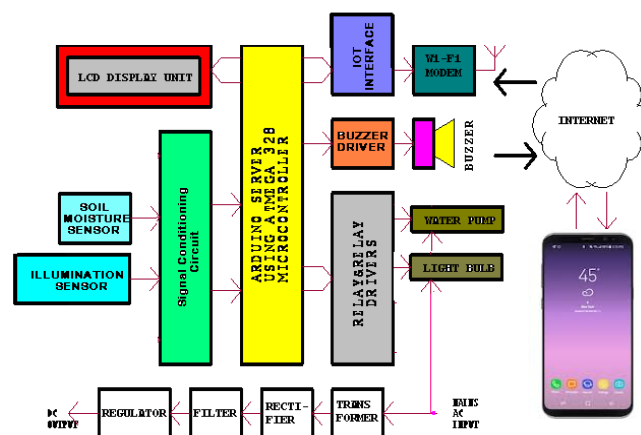 LCD DISPLAY UNIT
ARDUINO SERVER
USING ATMEGA 328
MICROCONTROLLER
IOT
INTERFACE
WI-FI
MODEM
INTERNET
BUZZER
DRIVER
BUZZER
Signal Conditioning
Circuit
SOIL
MOISTURE
SENSOR
ILLUMINATION
SENSOR
RELAY&RELAY
DRIVERS
WATER PUMP
LIGHT BULB
45°
DC
OUTPUT
REGULATOR
FILTER
RECTI-
FIER
TRANS
FORMER
MAINS
AC
INPUT